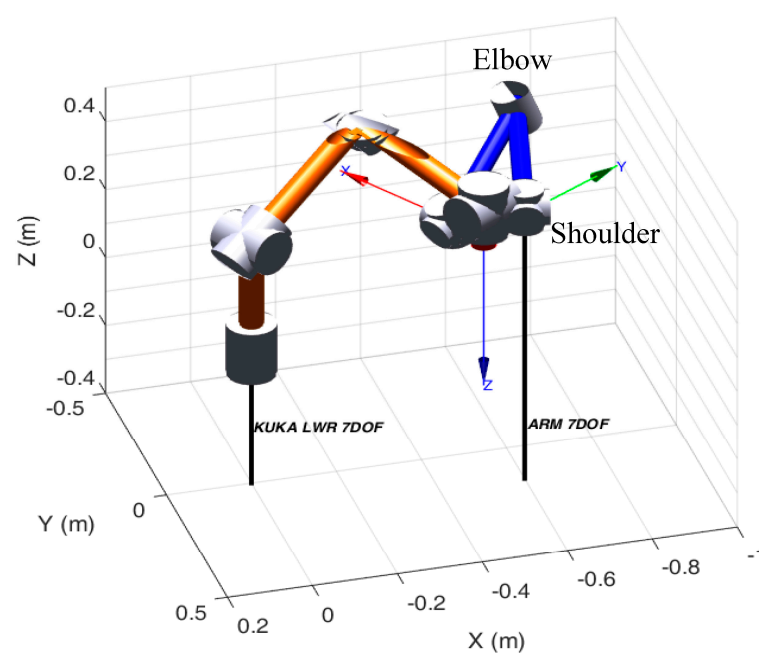 Elbow
0.4
X
Y
0.2
Shoulder
Z (m)
0
-0.2
-0.4
Z
-0.5
KUKA LWR 7DOF
ARM 7DOF
0
Y (m)
0.5
0.2
0
-0.2
-0.4
-0.6
-0.8
X (m)